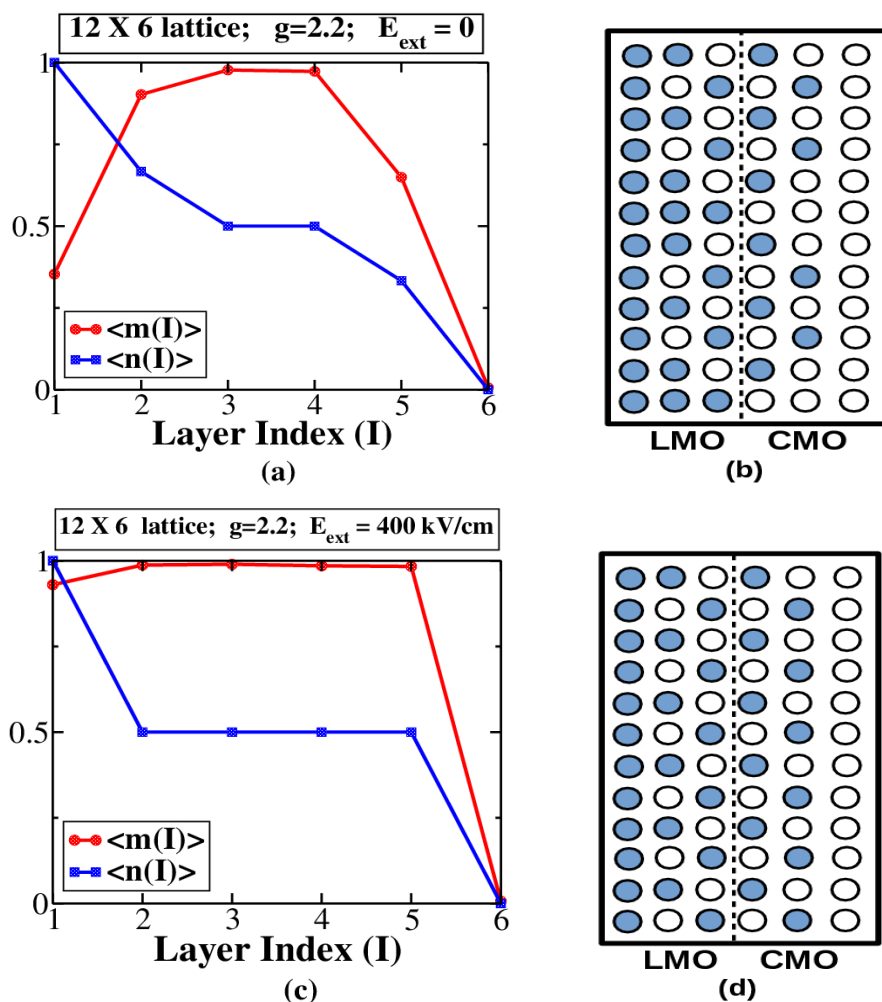 12 X 6 lattice; g=2.2; E_ext = 0
1
0.5
0
<m(I)>
<n(I)>
1 2 3 4 5 6
Layer Index (I)
(a)
LMO CMO
(b)
12 X 6 lattice; g=2.2; E_ext = 400 kV/cm
1
0.5
0
<m(I)>
<n(I)>
1 2 3 4 5 6
Layer Index (I)
(c)
LMO CMO
(d)